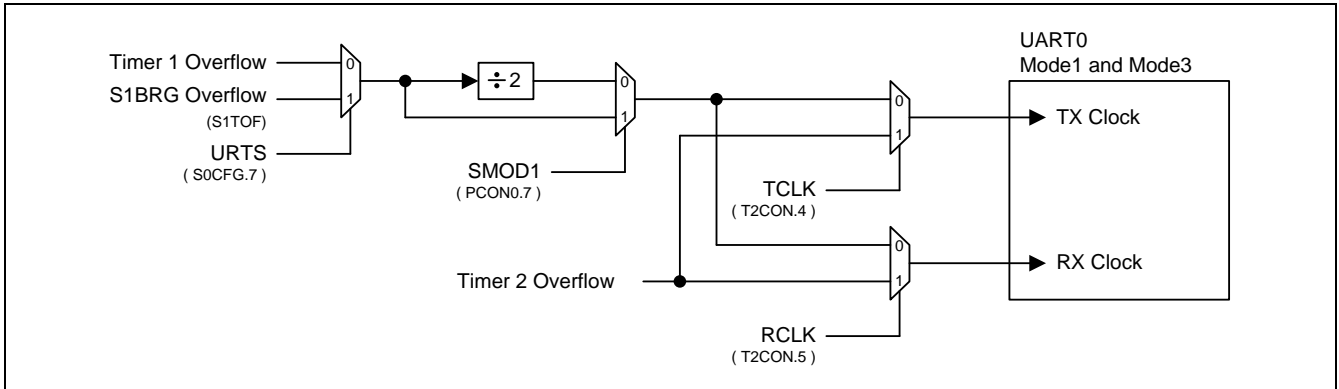 UART0
Mode1 and Mode3
Timer 1 Overflow
0
÷2
0
S1BRG Overflow
1
(S1TOF)
1
0
TX Clock
1
URTS
( S0CFG.7 )
SMOD1
( PCON0.7 )
TCLK
( T2CON.4 )
0
RX Clock
Timer 2 Overflow
1
RCLK
( T2CON.5 )